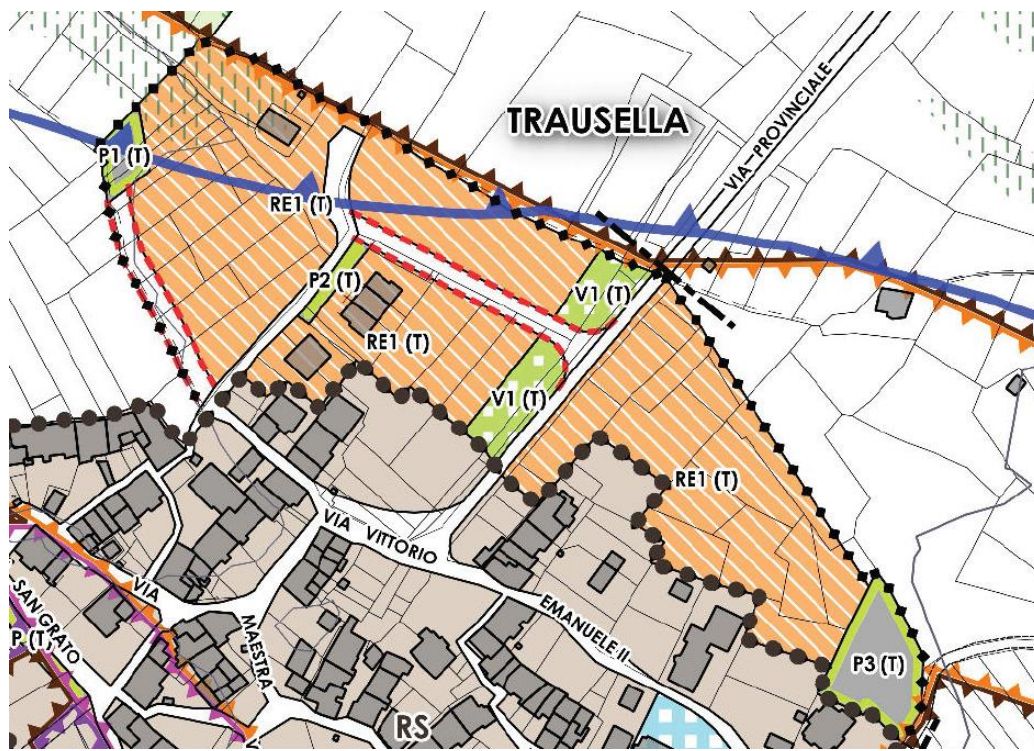 TRAUSELLA
VIA PROVINCIALE
P1 (T)
RE1 (T)
P2 (T)
V1 (T)
RE1 (T)
V1 (T)
RE1 (T)
VIA VITTORIO
EMANUELE II
VIA
MAESTRA
SAN GRATO
P (T)
P3 (T)
RS
V